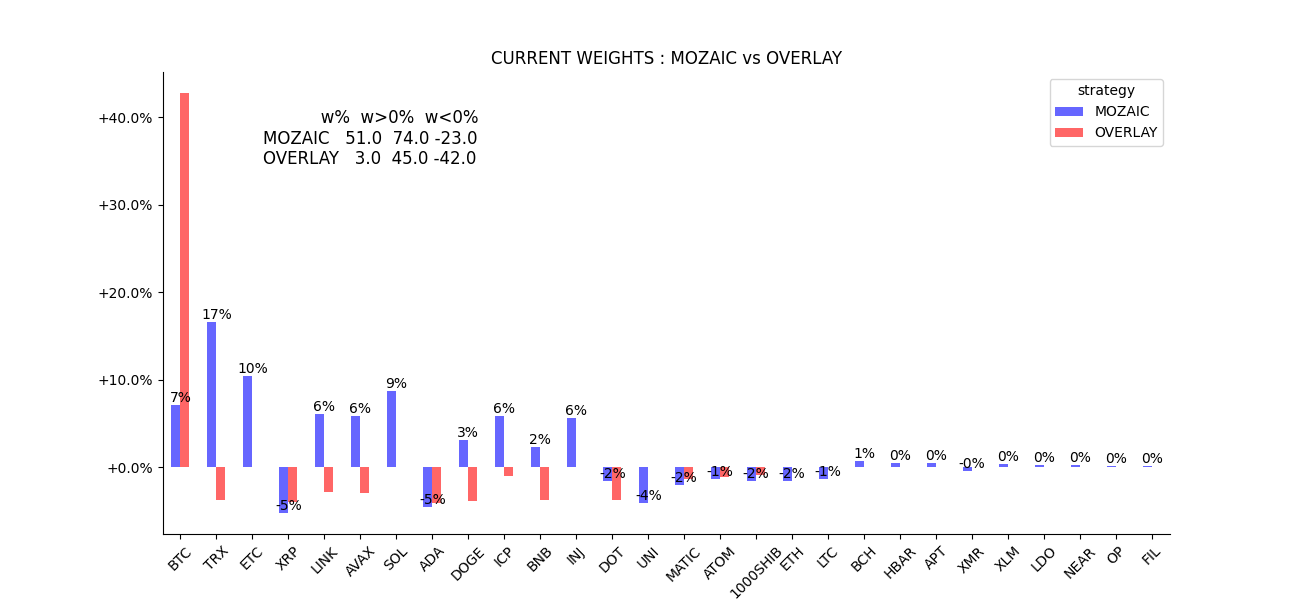 CURRENT WEIGHTS : MOZAIC vs OVERLAY
strategy
MOZAIC
OVERLAY
w% w>0% w<0%
MOZAIC 51.0 74.0 -23.0
OVERLAY 3.0 45.0 -42.0
+40.0%
+30.0%
+20.0%
+10.0%
+0.0%
7%
17%
10%
-5%
6%
6%
9%
-5%
3%
6%
2%
6%
-2%
-4%
-2%
-1%
-2%
-2%
-1%
1%
0%
0%
-0%
0%
0%
0%
0%
0%
BTC
TRX
ETC
XRP
LINK
AVAX
SOL
ADA
DOGE
ICP
BNB
INJ
DOT
UNI
MATIC
ATOM
1000SHIB
ETH
LTC
BCH
HBAR
APT
XMR
XLM
LDO
NEAR
OP
FIL